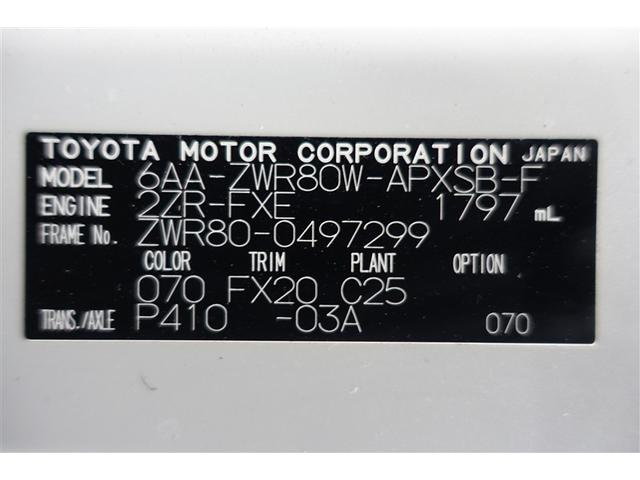 TOYOTA MOTOR CORPORATION JAPAN
MODEL 6AA-ZWR80W-APXSB-F
ENGINE 2ZR-FXE 1797 mL
FRAME No. ZWR80-0497299
COLOR TRIM PLANT OPTION
070 FX20 C25
TRANS./AXLE P410 -03A 070